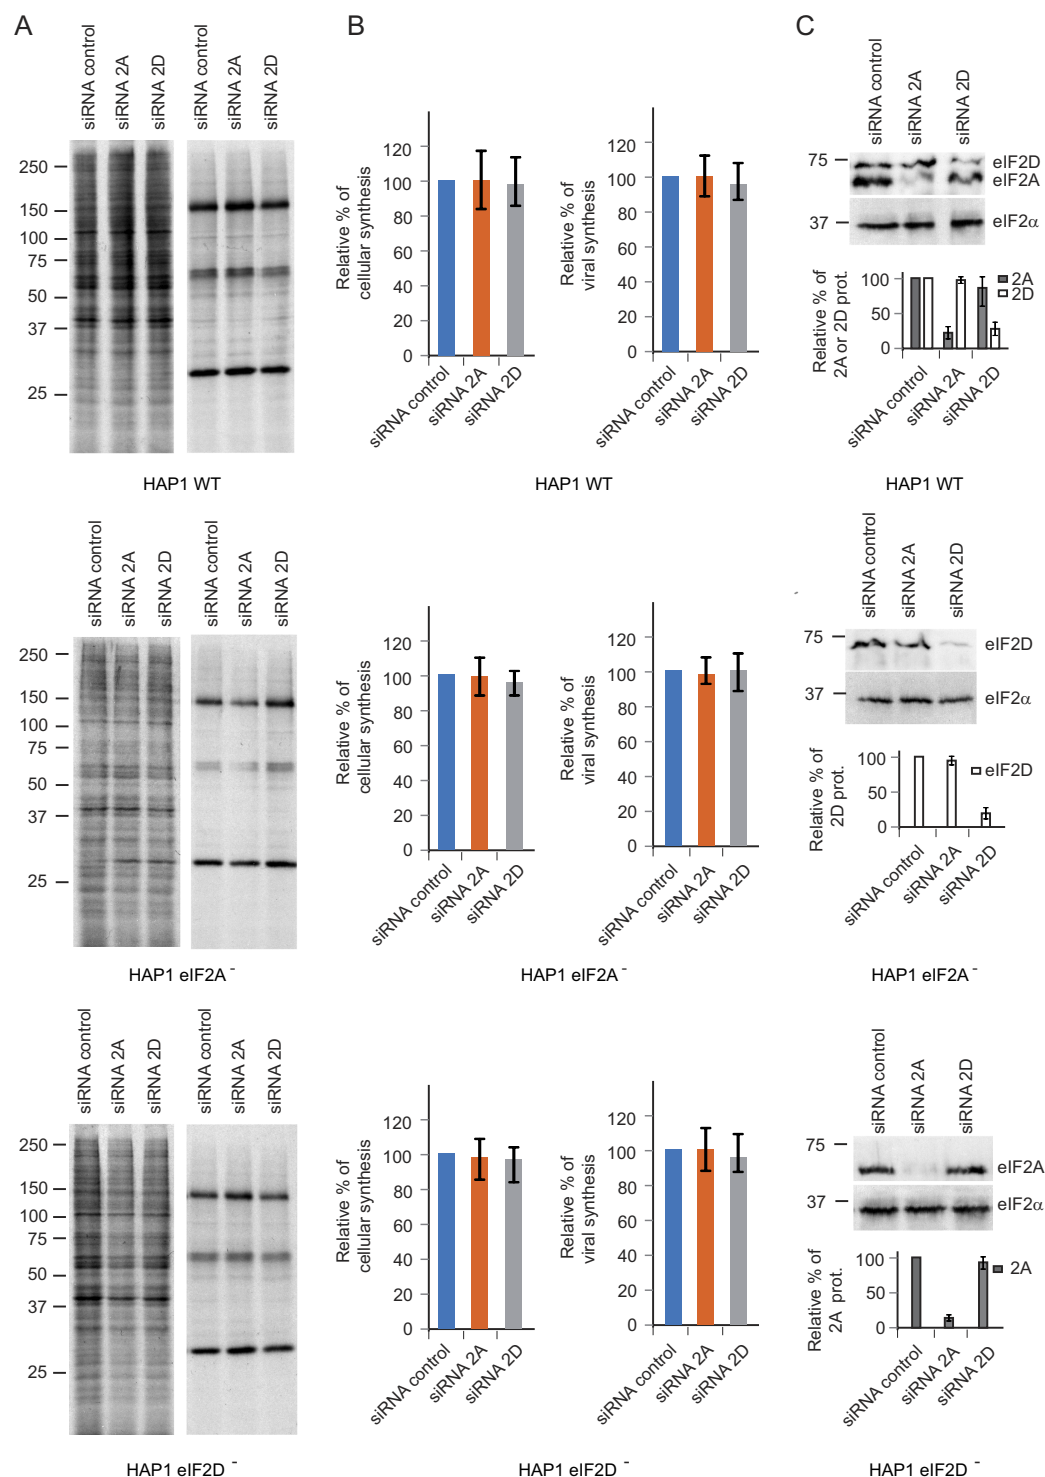 A
siRNA control
siRNA 2A
siRNA 2D
siRNA control
siRNA 2A
siRNA 2D
250
150
100
75
50
37
25
HAP1 WT
B
Relative % of
cellular synthesis
120
100
80
60
40
20
0
siRNA control
siRNA 2A
siRNA 2D
Relative % of
viral synthesis
120
100
80
60
40
20
0
siRNA control
siRNA 2A
siRNA 2D
HAP1 WT
C
siRNA control
siRNA 2A
siRNA 2D
75
eIF2D
eIF2A
37
eIF2α
Relative % of
2A or 2D prot.
100
50
0
2A
2D
siRNA control
siRNA 2A
siRNA 2D
HAP1 WT
siRNA control
siRNA 2A
siRNA 2D
siRNA control
siRNA 2A
siRNA 2D
250
150
100
75
50
37
25
HAP1 eIF2A -
Relative % of
cellular synthesis
120
100
80
60
40
20
0
siRNA control
siRNA 2A
siRNA 2D
Relative % of
viral synthesis
120
100
80
60
40
20
0
siRNA control
siRNA 2A
siRNA 2D
HAP1 eIF2A -
siRNA control
siRNA 2A
siRNA 2D
75
eIF2D
37
eIF2α
Relative % of
2D prot.
100
50
0
eIF2D
siRNA control
siRNA 2A
siRNA 2D
HAP1 eIF2A -
siRNA control
siRNA 2A
siRNA 2D
siRNA control
siRNA 2A
siRNA 2D
250
150
100
75
50
37
25
HAP1 eIF2D -
Relative % of
cellular synthesis
120
100
80
60
40
20
0
siRNA control
siRNA 2A
siRNA 2D
Relative % of
viral synthesis
120
100
80
60
40
20
0
siRNA control
siRNA 2A
siRNA 2D
HAP1 eIF2D -
siRNA control
siRNA 2A
siRNA 2D
75
eIF2A
37
eIF2α
Relative % of
2A prot.
100
50
0
2A
siRNA control
siRNA 2A
siRNA 2D
HAP1 eIF2D -